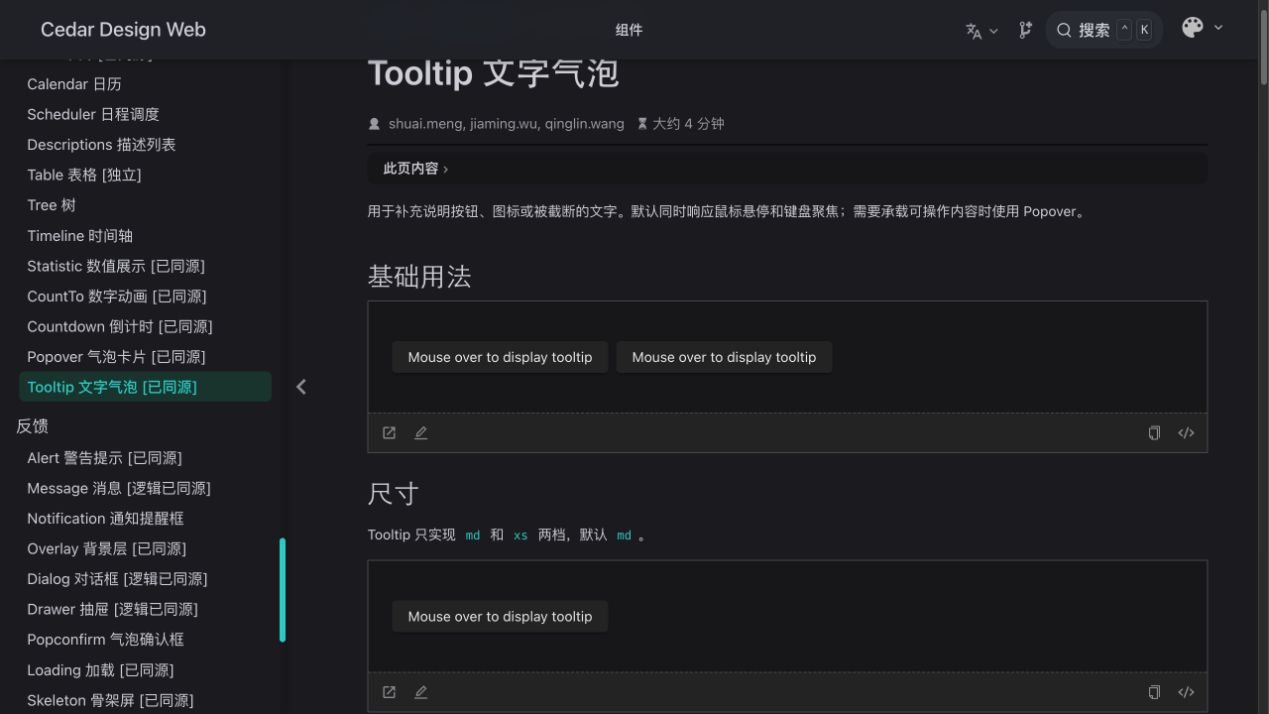 Cedar Design Web
组件
搜索 ^ K
Calendar 日历
Scheduler 日程调度
Descriptions 描述列表
Table 表格 [独立]
Tree 树
Timeline 时间轴
Statistic 数值展示 [已同源]
CountTo 数字动画 [已同源]
Countdown 倒计时 [已同源]
Popover 气泡卡片 [已同源]
Tooltip 文字气泡 [已同源]
反馈
Alert 警告提示 [已同源]
Message 消息 [逻辑已同源]
Notification 通知提醒框
Overlay 背景层 [已同源]
Dialog 对话框 [逻辑已同源]
Drawer 抽屉 [逻辑已同源]
Popconfirm 气泡确认框
Loading 加载 [已同源]
Skeleton 骨架屏 [已同源]
Tooltip 文字气泡
shuai.meng, jiaming.wu, qinglin.wang 大约 4 分钟
此页内容 ›
用于补充说明按钮、图标或被截断的文字。默认同时响应鼠标悬停和键盘聚焦；需要承载可操作内容时使用 Popover。
基础用法
Mouse over to display tooltip Mouse over to display tooltip
尺寸
Tooltip 只实现 md 和 xs 两档，默认 md 。
Mouse over to display tooltip